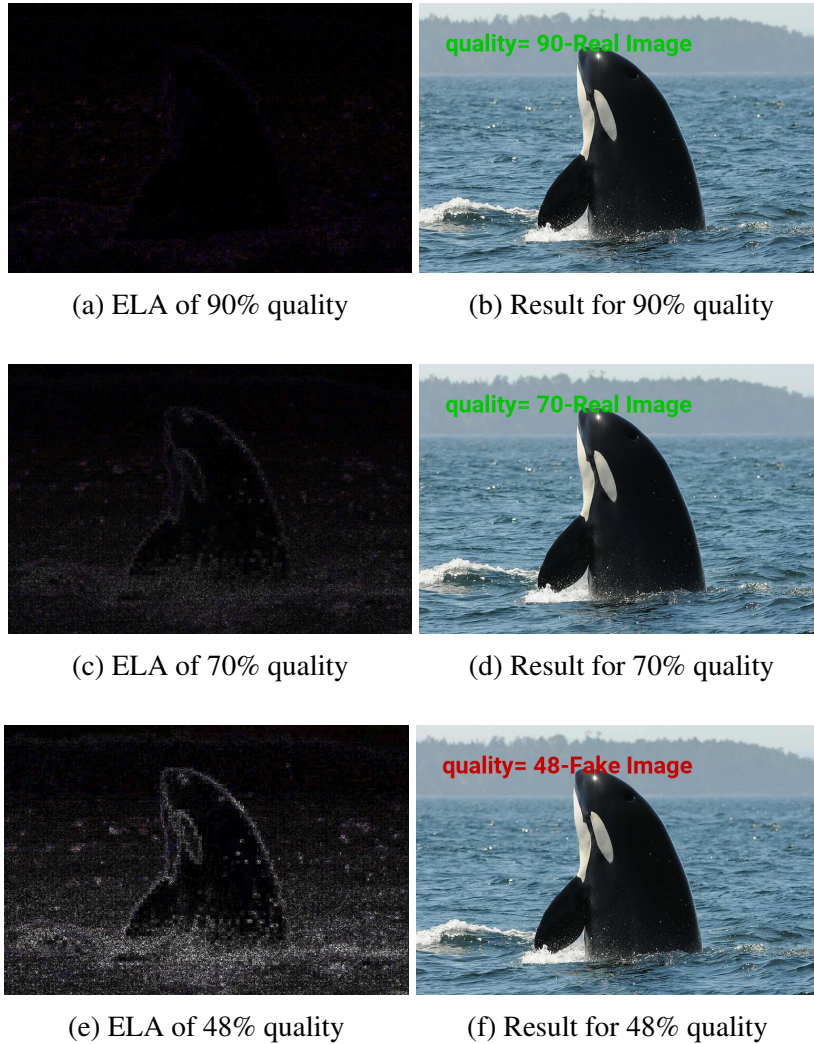 quality= 90-Real Image
(a) ELA of 90% quality
(b) Result for 90% quality
quality= 70-Real Image
(c) ELA of 70% quality
(d) Result for 70% quality
quality= 48-Fake Image
(e) ELA of 48% quality
(f) Result for 48% quality